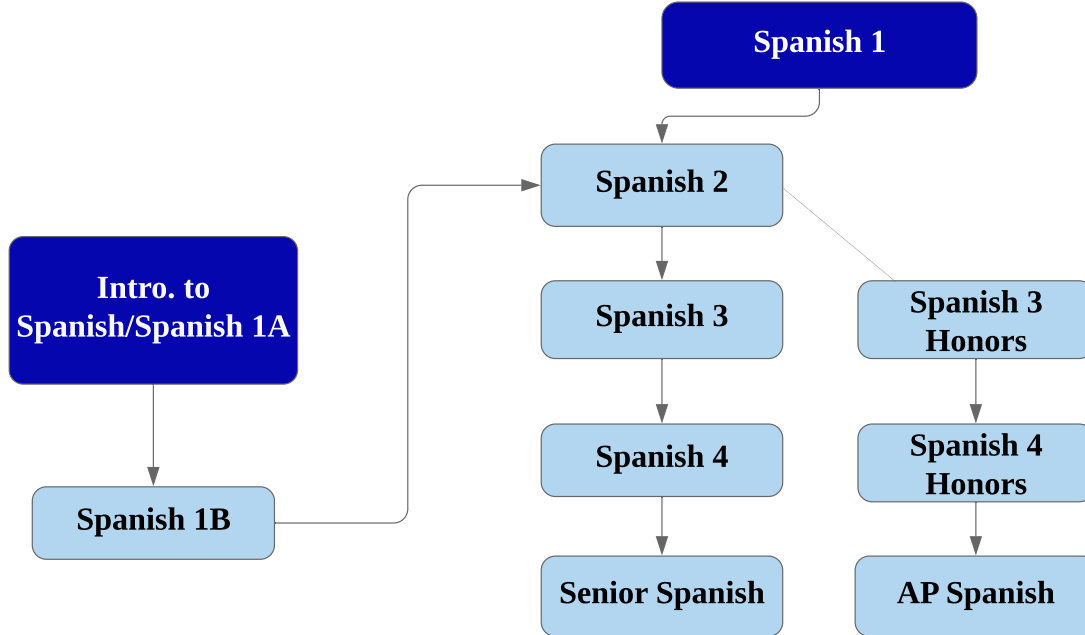 Spanish 1
Spanish 2
Intro. to
Spanish/Spanish 1A
Spanish 3
Spanish 3
Honors
Spanish 4
Spanish 4
Honors
Spanish 1B
Senior Spanish
AP Spanish